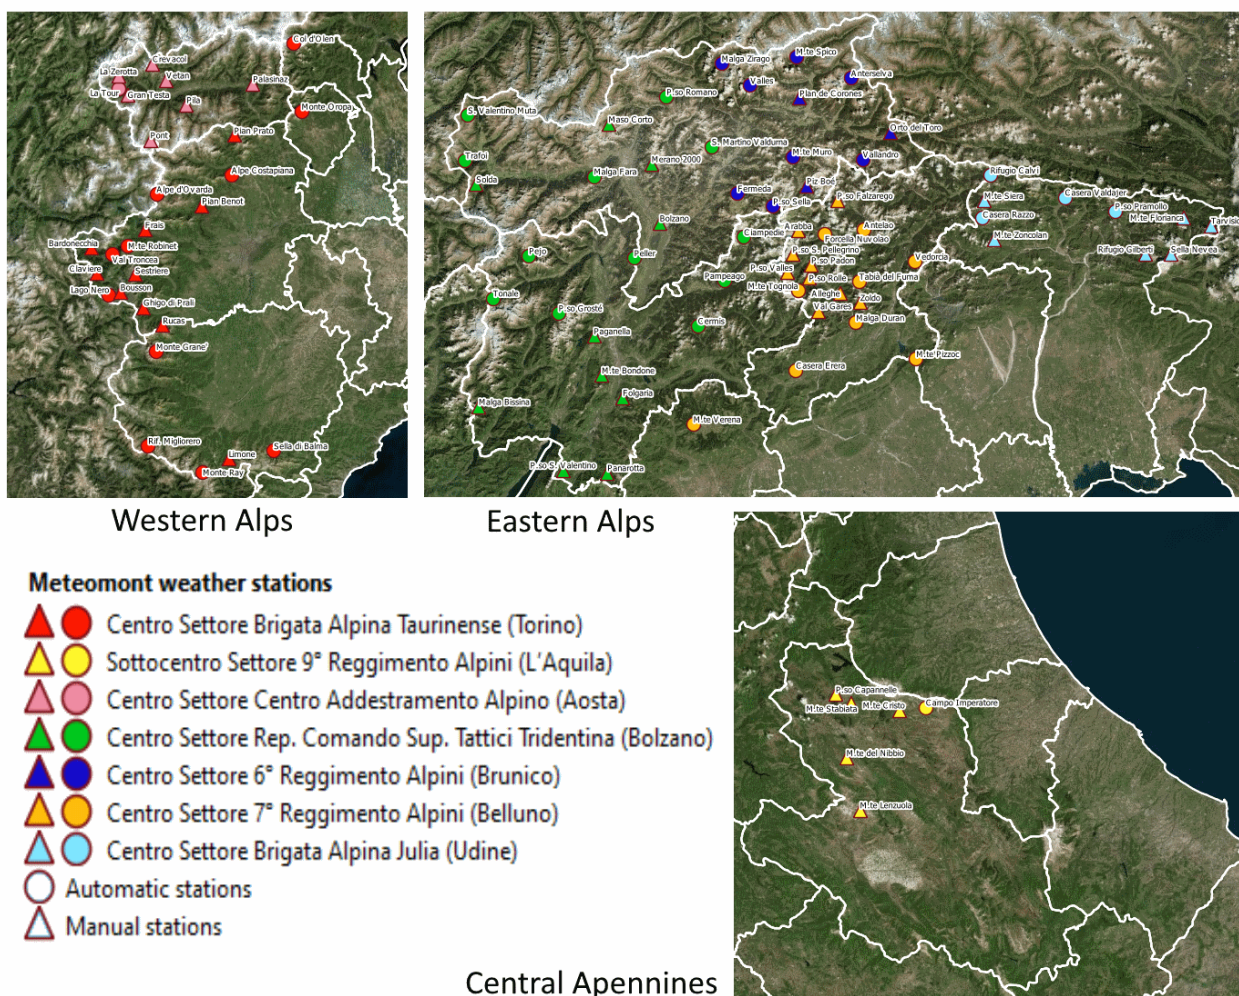 Col d'Olen
Crevacol
La Zerotta
Vetan
Palasinaz
La Tour
Gran Testa
Pila
Monte Oropa
Pont
Pian Prato
Alpe Costapiana
Alpe d'Ovarda
Pian Benot
Frais
Bardonecchia
M.te Robinet
Val Troncea
Claviere
Sestriere
Lago Nero
Bousson
Ghigo di Prali
Rucas
Monte Grane'
Rif. Migliorero
Sella di Balma
Limone
Monte Ray
Western Alps
M.te Spico
Malga Zirago
Anterselva
Valles
P.so Romano
Plan de Corones
S. Valentino Muta
Maso Corto
Orto del Toro
S. Martino Valdurna
Trafoi
Merano 2000
M.te Muro
Vallandro
Rifugio Calvi
Solda
Malga Fara
Fermeda
Piz Boé
P.so Falzarego
M.te Siera
Casera Valdajer
P.so Sella
Casera Razzo
P.so Pramollo
M.te Florianca
Tarvisio
Bolzano
Ciampedie
Arabba
Antelao
Forcella Nuvolao
M.te Zoncolan
Pejo
Peller
P.so S. Pellegrino
Vedorcia
Rifugio Gilberti
Sella Nevea
P.so Padon
P.so Valles
Pampeago
P.so Rolle
Tabià del Fuma
M.te Tognola
Alleghe
Zoldo
Tonale
P.so Grosté
Val Gares
Malga Duran
Cermis
Paganella
M.te Pizzoc
Casera Erera
M.te Bondone
Folgaria
Malga Bissina
M.te Verena
P.so S. Valentino
Panarotta
Eastern Alps
Meteomont weather stations
Centro Settore Brigata Alpina Taurinense (Torino)
Sottocentro Settore 9° Reggimento Alpini (L'Aquila)
Centro Settore Centro Addestramento Alpino (Aosta)
Centro Settore Rep. Comando Sup. Tattici Tridentina (Bolzano)
Centro Settore 6° Reggimento Alpini (Brunico)
Centro Settore 7° Reggimento Alpini (Belluno)
Centro Settore Brigata Alpina Julia (Udine)
Automatic stations
Manual stations
P.so Capannelle
M.te Stabiata
M.te Cristo
Campo Imperatore
M.te del Nibbio
M.te Lenzuola
Central Apennines